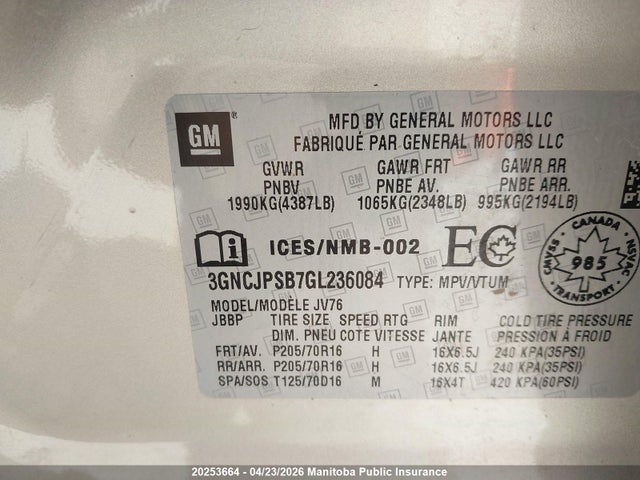 GM
MFD BY GENERAL MOTORS LLC
FABRIQUÉ PAR GENERAL MOTORS LLC
GVWR GAWR FRT GAWR RR
PNBV PNBE AV. PNBE ARR.
1990KG(4387LB) 1065KG(2348LB) 995KG(2194LB)
ICES/NMB-002 EC
CANADA
NSVAC
985
SVAMC
3GNCJPSB7GL236084 TYPE: MPV/VTUM
MODEL/MODÈLE JV76
JBBP TIRE SIZE SPEED RTG RIM COLD TIRE PRESSURE
DIM. PNEU COTE VITESSE JANTE PRESSION À FROID
FRT/AV. P205/70R16 H 16X6.5J 240 KPA(35PSI)
RR/ARR. P205/70R16 H 16X6.5J 240 KPA(35PSI)
SPA/SOS T125/70D16 M 16X4T 420 KPA(60PSI)
20253664 - 04/23/2026 Manitoba Public Insurance